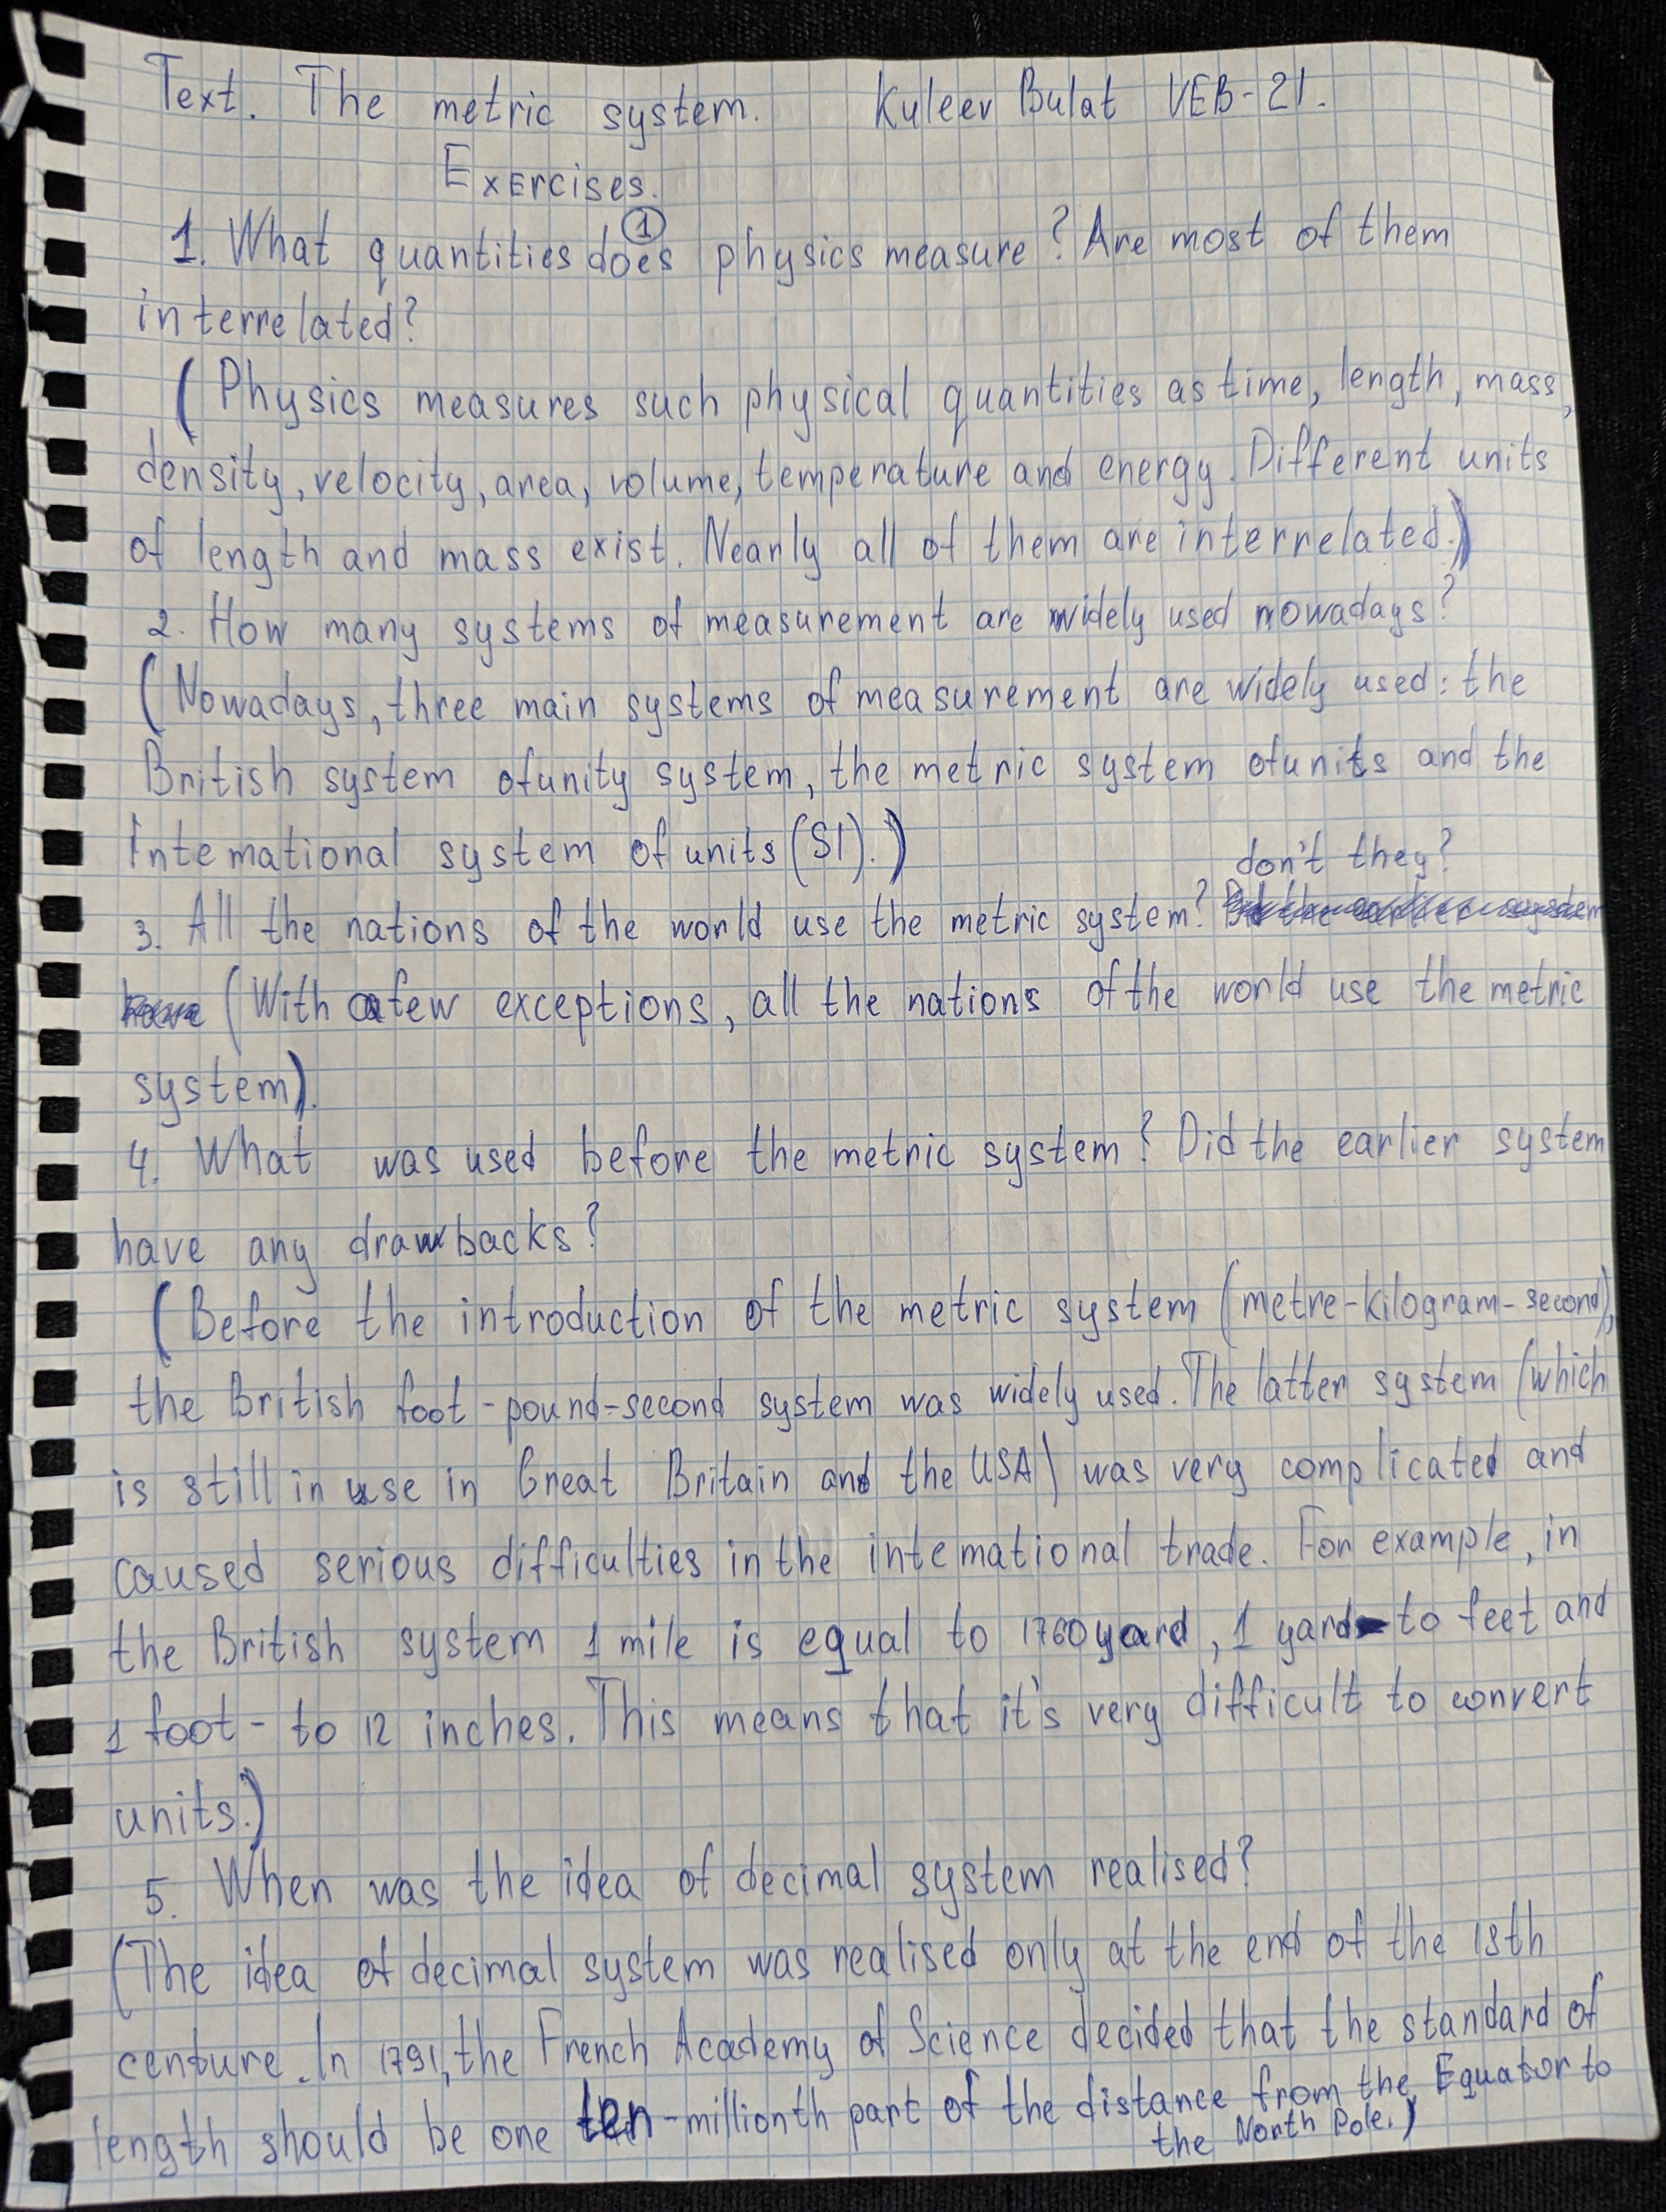 Text. The metric system. Kuleev Bulat VEB-21.
Exercises.
①
1. What quantities does physics measure? Are most of them
interrelated?
(Physics measures such physical quantities as time, length, mass,
density, velocity, area, volume, temperature and energy. Different units
of length and mass exist. Nearly all of them are interrelated.)
2. How many systems of measurement are widely used nowadays?
(Nowadays, three main systems of measurement are widely used: the
British system ofunity system, the metric system ofunits and the
Intemational system of units (SI).)
don't they?
3. All the nations of the world use the metric system?
(With a few exceptions, all the nations of the world use the metric
system).
4. What was used before the metric system? Did the earlier system
have any drawbacks?
(Before the introduction of the metric system (metre-kilogram-second),
the British foot-pound-second system was widely used. The latter system (which
is still in use in Great Britain and the USA) was very complicated and
caused serious difficulties in the intemational trade. For example, in
the British system 1 mile is equal to 1760 yard, 1 yard - to feet and
1 foot - to 12 inches. This means that it's very difficult to convert
units.)
5. When was the idea of decimal system realised?
(The idea of decimal system was realised only at the end of the 18th
centure. In 1791, the French Academy of Science decided that the standard of
length should be one ten-millionth part of the distance from the Equator to
the North Pole.)